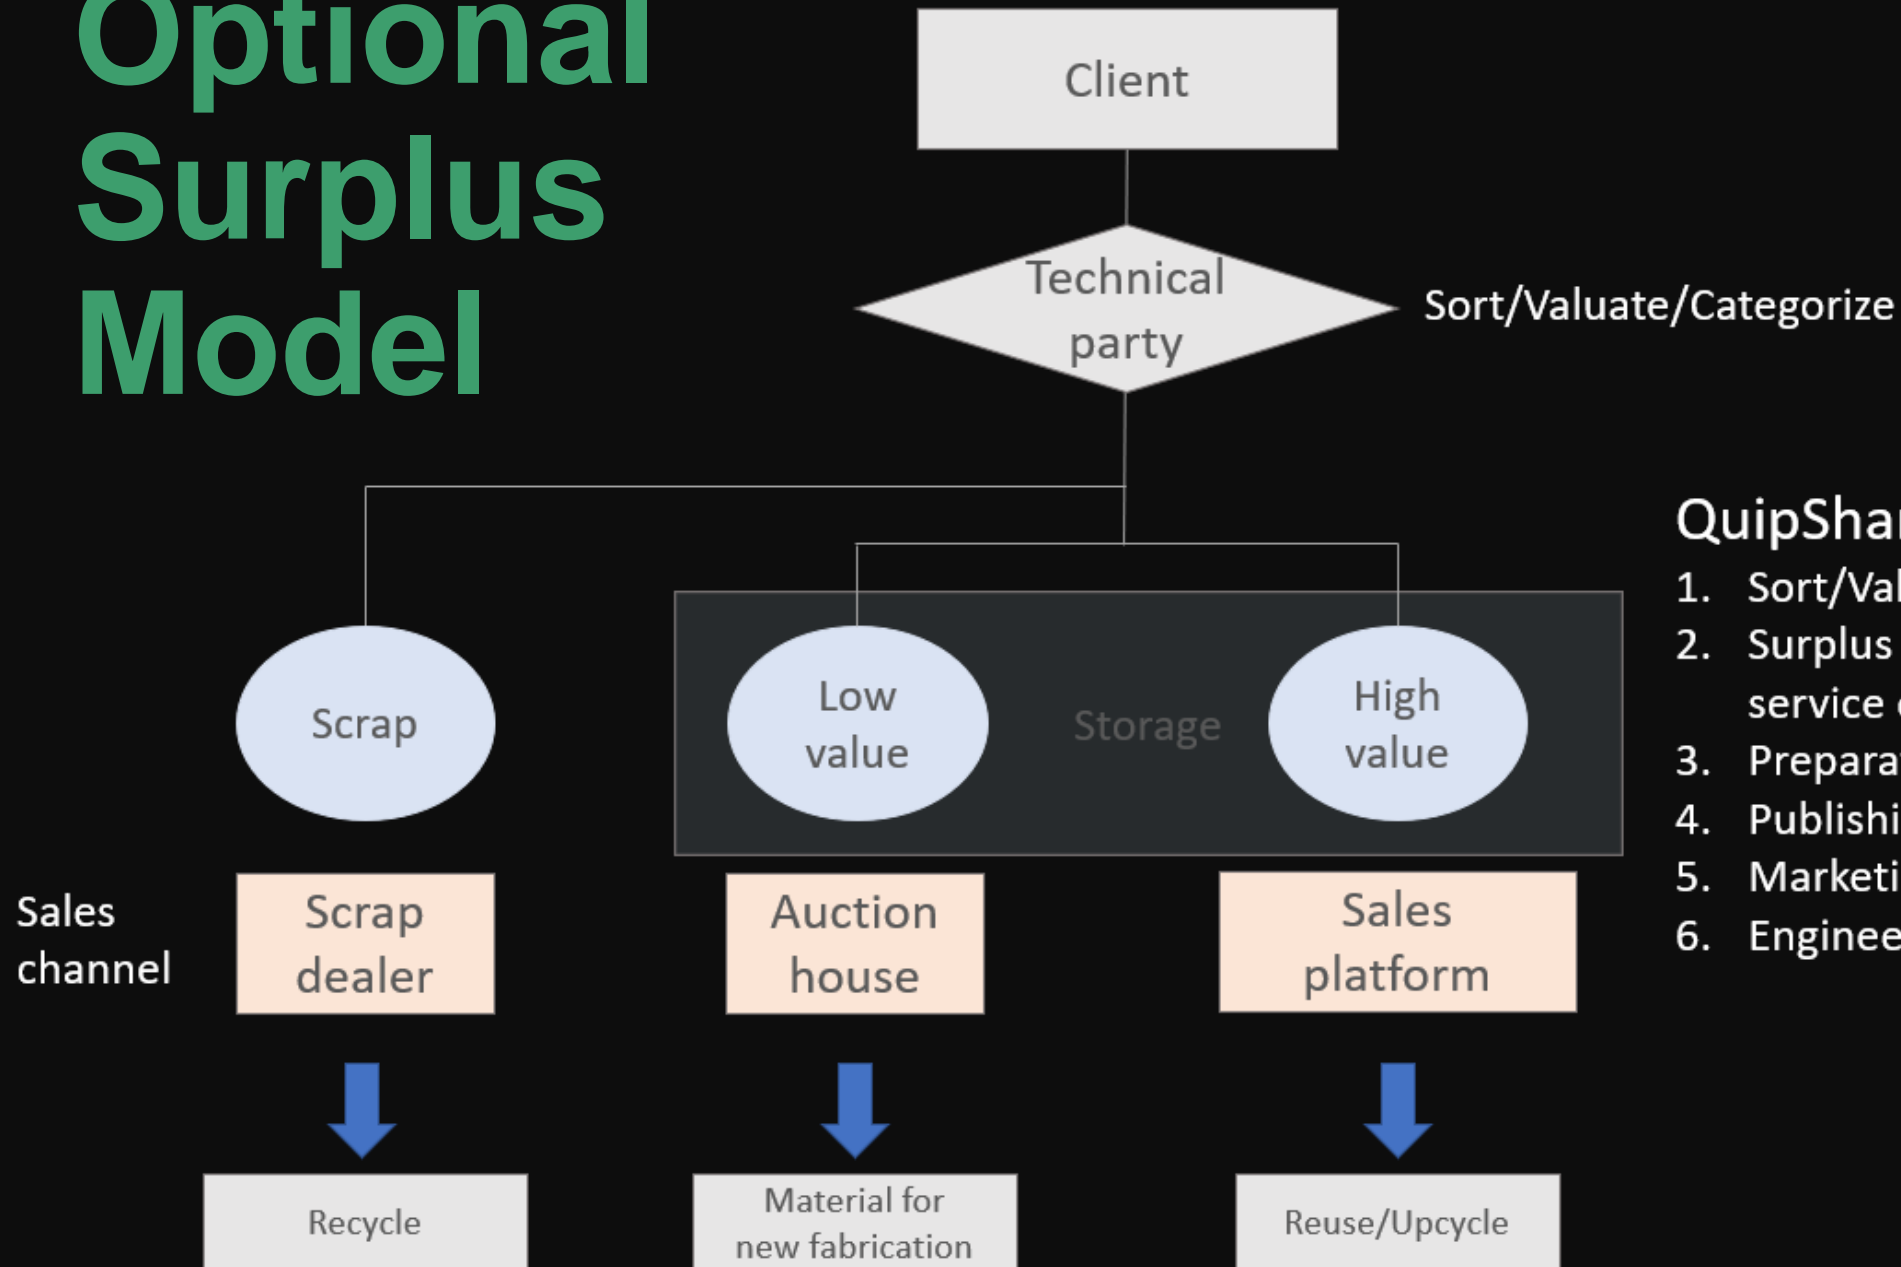 Optional
Surplus
Model
Client
Technical
party
Sort/Valuate/Categorize
Scrap
Low
value
Storage
High
value
Sales
channel
Scrap
dealer
Auction
house
Sales
platform
Recycle
Material for
new fabrication
Reuse/Upcycle
QuipShar
1. Sort/Val
2. Surplus
service
3. Prepara
4. Publishi
5. Marketi
6. Enginee